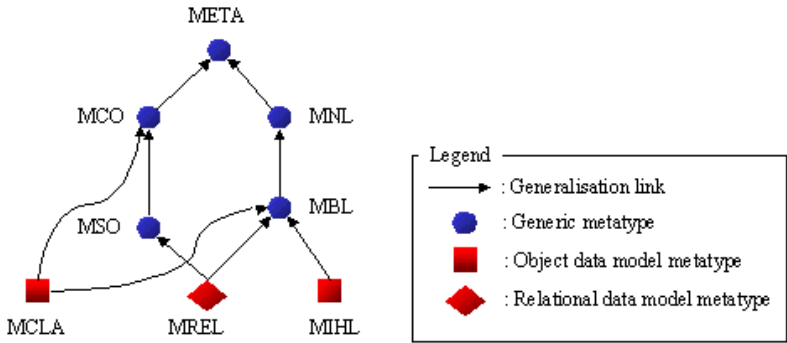 META
MCO
MNL
MSO
MBL
MCLA
MREL
MIHL
Legend
: Generalisation link
: Generic metatype
: Object data model metatype
: Relational data model metatype